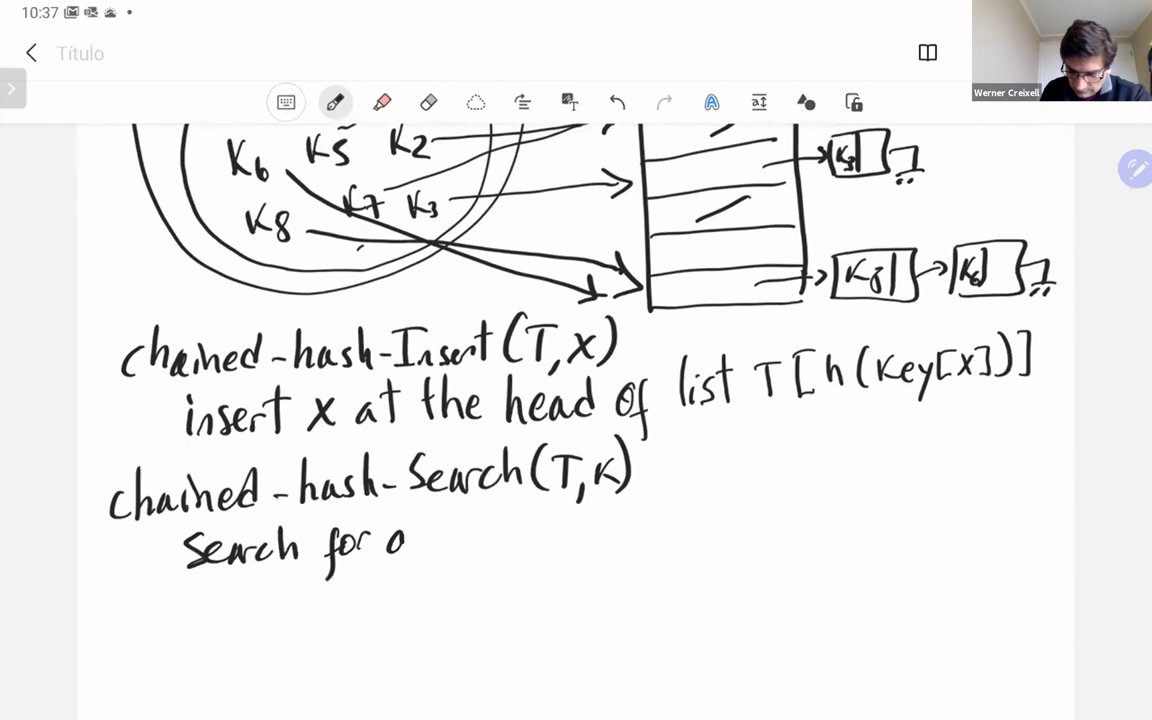 10:37
Título
Werner Creixell
K5 K2
K6
K7 K3
K8
K3
K8 K6
chained-hash-Insert(T,x)
insert x at the head of list T[h(key[x])]
chained-hash-Search(T,K)
Search for a